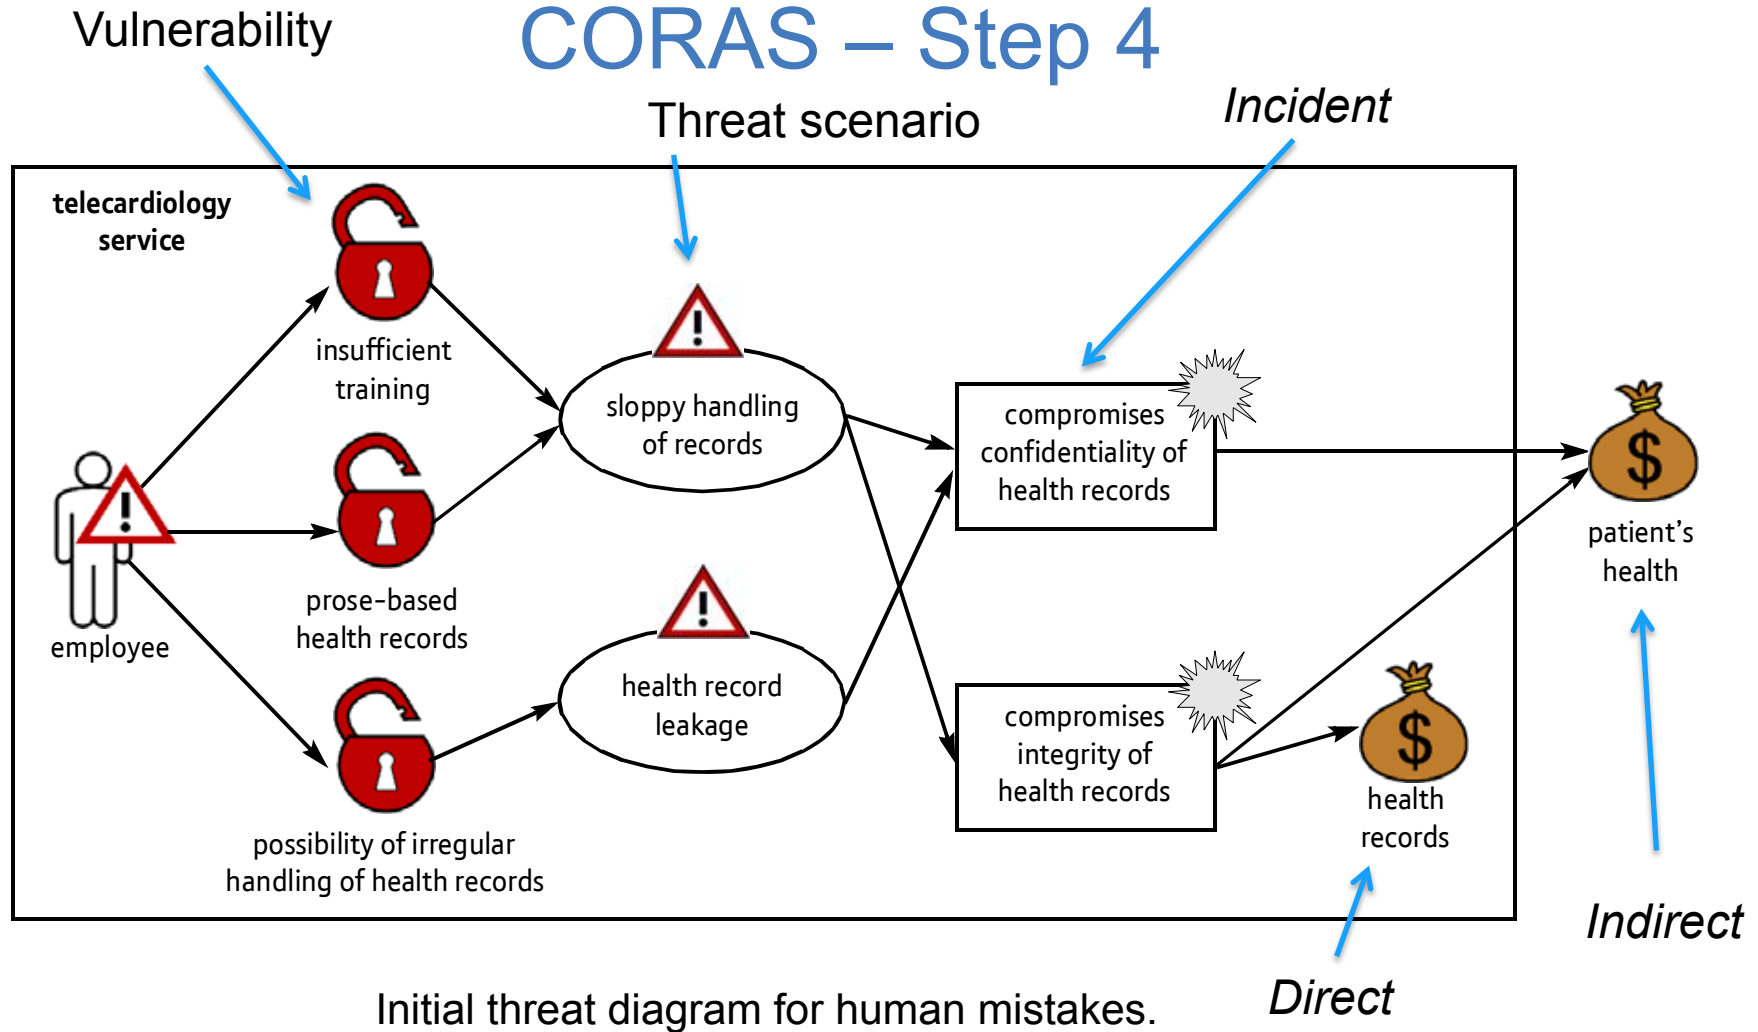 Vulnerability
CORAS – Step 4
Threat scenario
Incident
telecardiology
service
insufficient
training
sloppy handling
of records
compromises
confidentiality of
health records
$
patient's
health
prose-based
health records
employee
health record
leakage
compromises
integrity of
health records
$
health
records
possibility of irregular
handling of health records
Indirect
Direct
Initial threat diagram for human mistakes.